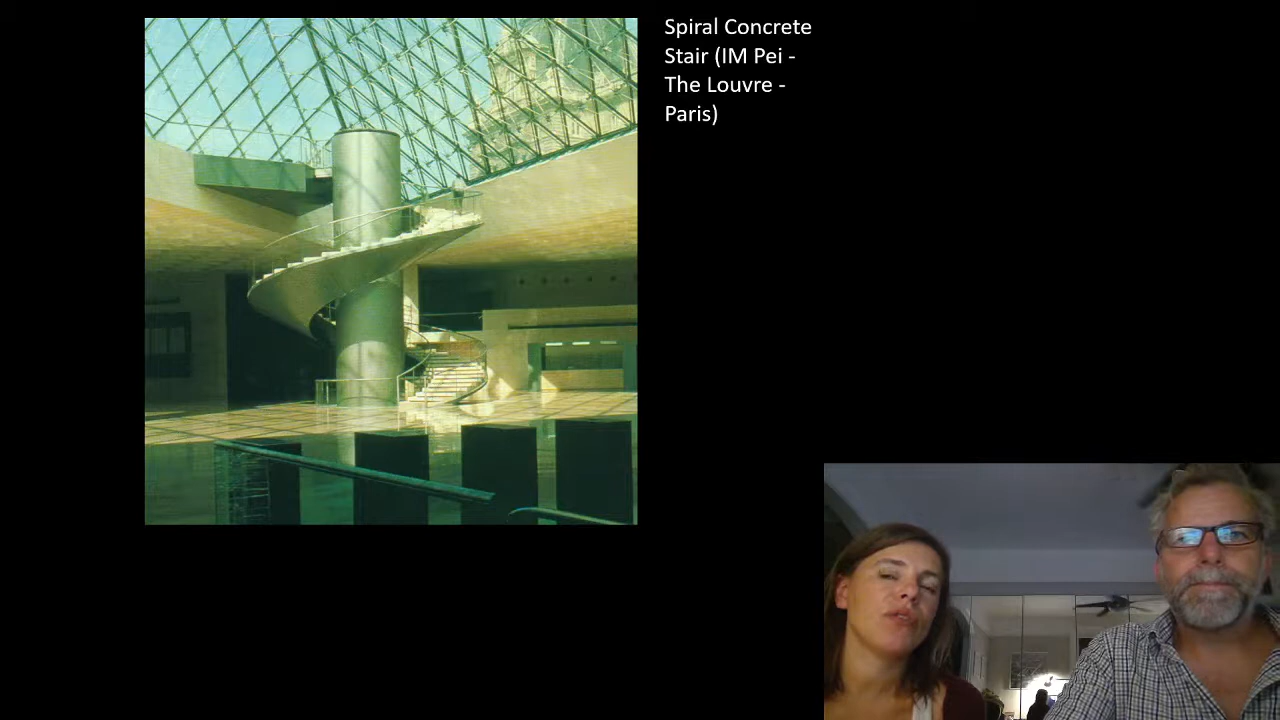 Spiral Concrete
Stair (IM Pei -
The Louvre -
Paris)